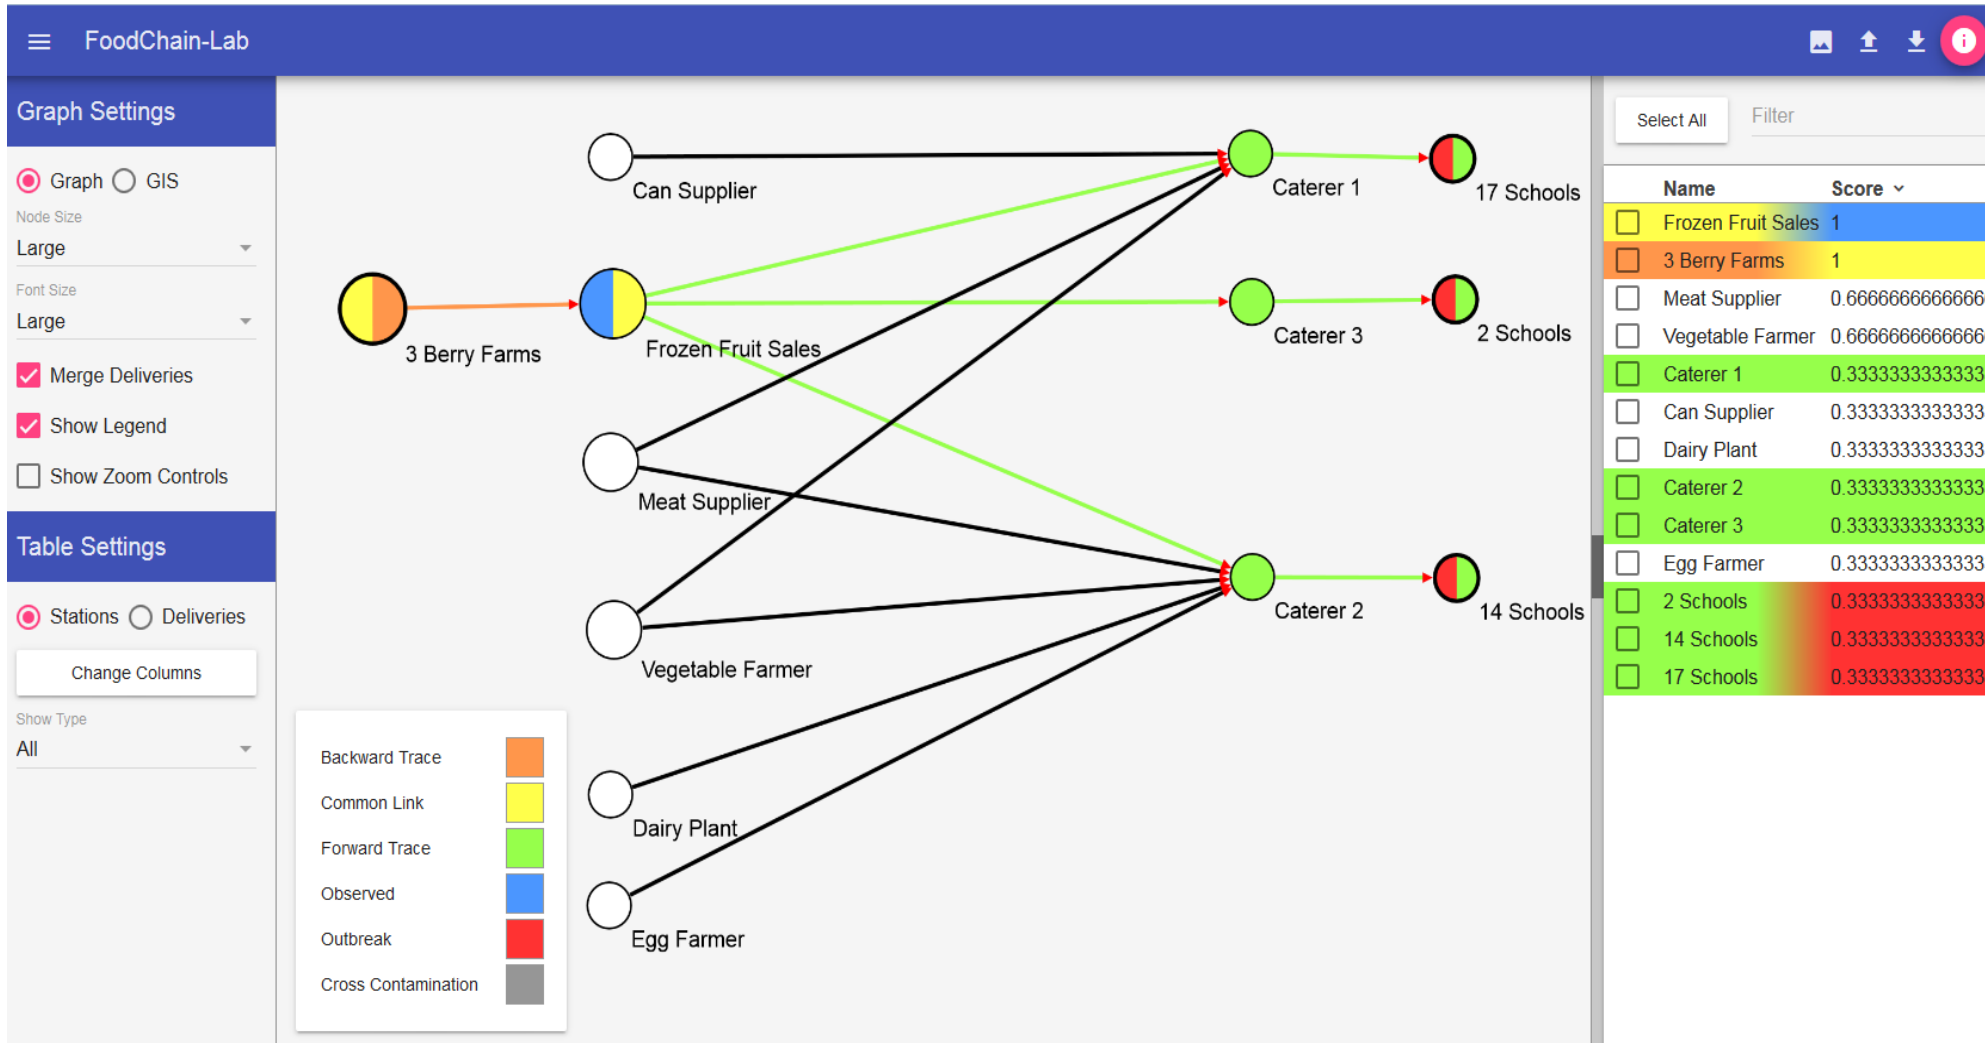 FoodChain-Lab
Graph Settings
Graph GIS
Node Size
Large
Font Size
Large
Merge Deliveries
Show Legend
Show Zoom Controls
Table Settings
Stations Deliveries
Change Columns
Show Type
All
Can Supplier
Caterer 1
17 Schools
3 Berry Farms
Frozen Fruit Sales
Caterer 3
2 Schools
Meat Supplier
Caterer 2
14 Schools
Vegetable Farmer
Dairy Plant
Egg Farmer
Backward Trace
Common Link
Forward Trace
Observed
Outbreak
Cross Contamination
Select All Filter
Name Score
Frozen Fruit Sales 1
3 Berry Farms 1
Meat Supplier 0.6666666666666
Vegetable Farmer 0.6666666666666
Caterer 1 0.3333333333333
Can Supplier 0.3333333333333
Dairy Plant 0.3333333333333
Caterer 2 0.3333333333333
Caterer 3 0.3333333333333
Egg Farmer 0.3333333333333
2 Schools 0.3333333333333
14 Schools 0.3333333333333
17 Schools 0.3333333333333